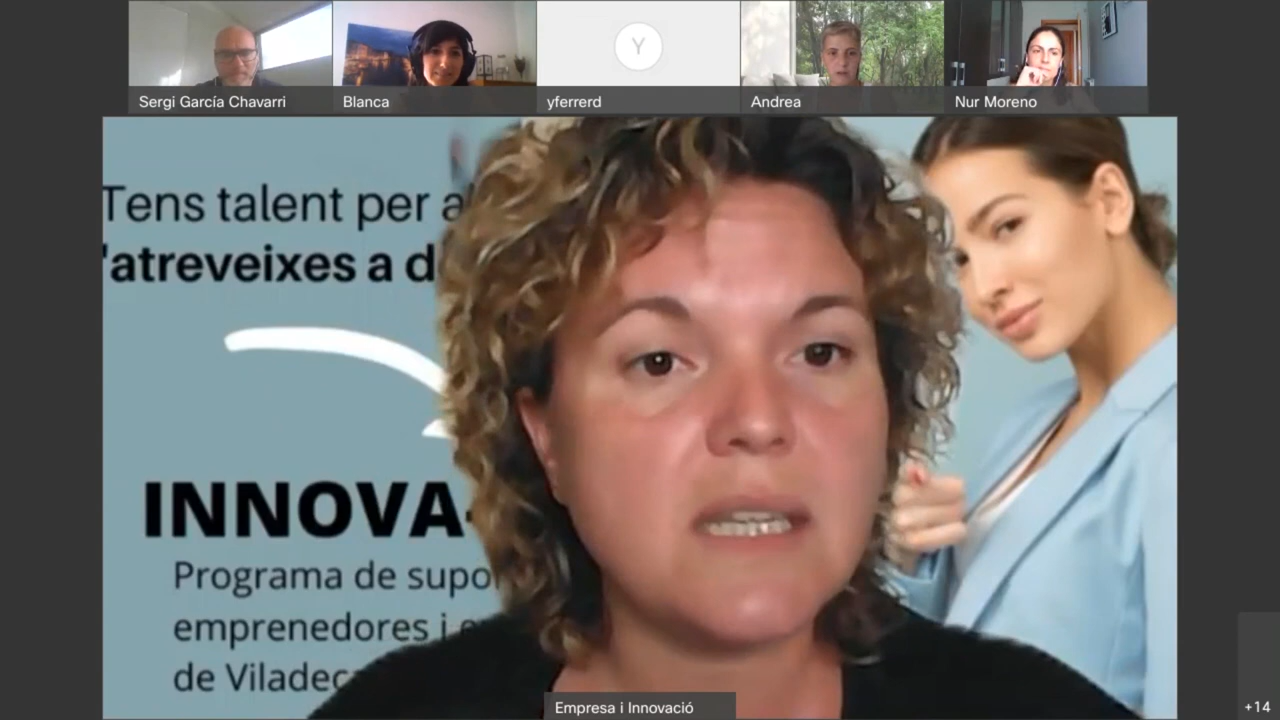 Y
Sergi García Chavarri
Blanca
yferrerd
Andrea
Nur Moreno
Tens talent per a
'atreveixes a d
INNOVA-
Programa de supo
emprenedores i e
de Viladeca
Empresa i Innovació
+14